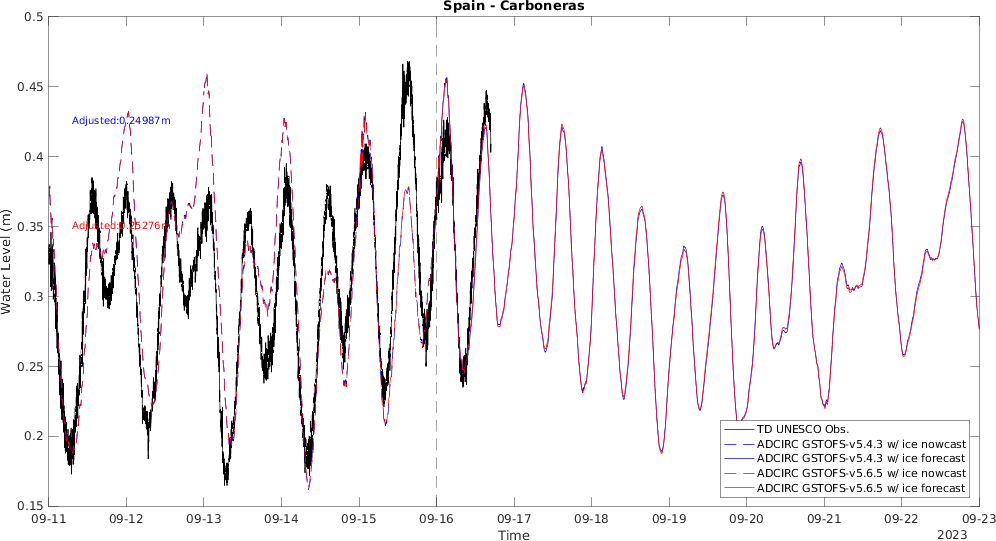 Spain - Carboneras
0.5
0.45
0.4
0.35
0.3
0.25
0.2
0.15
Water Level (m)
Adjusted:0.24987m
Adjusted:0.25276m
TD UNESCO Obs.
ADCIRC GSTOFS-v5.4.3 w/ ice nowcast
ADCIRC GSTOFS-v5.4.3 w/ ice forecast
ADCIRC GSTOFS-v5.6.5 w/ ice nowcast
ADCIRC GSTOFS-v5.6.5 w/ ice forecast
09-11 09-12 09-13 09-14 09-15 09-16 09-17 09-18 09-19 09-20 09-21 09-22 09-23
Time
2023